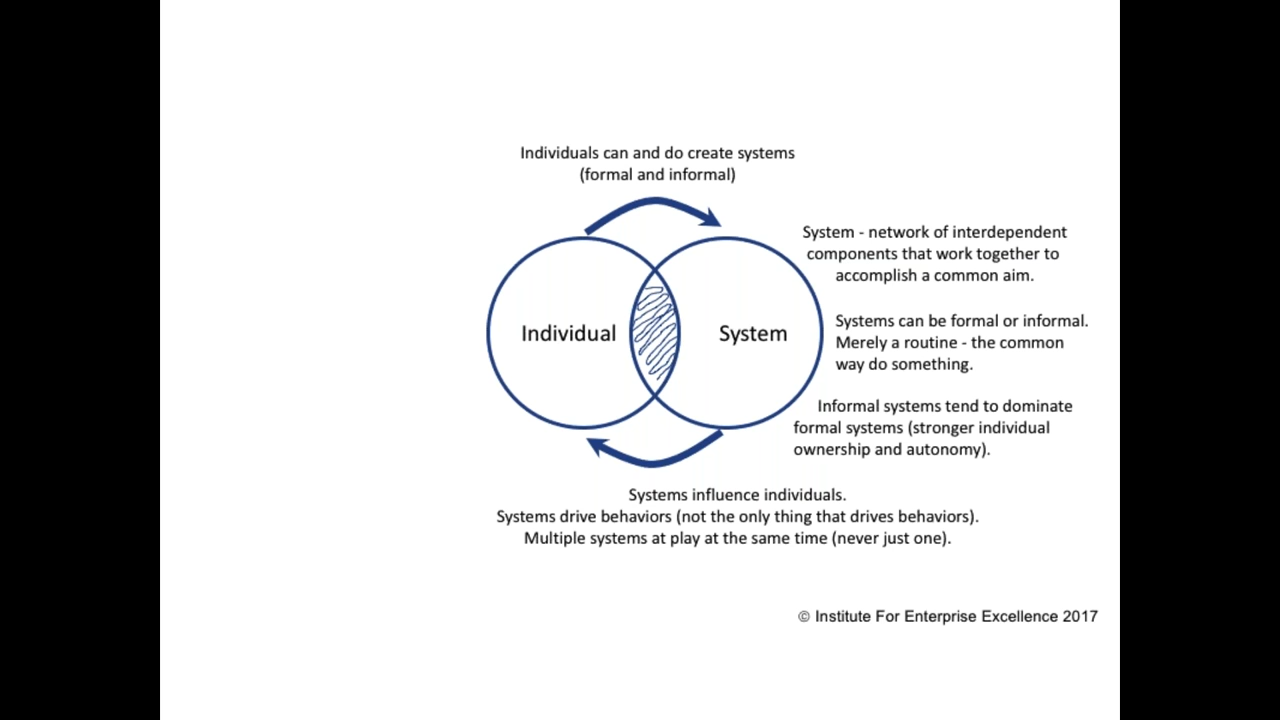 Individuals can and do create systems
(formal and informal)
System - network of interdependent
components that work together to
accomplish a common aim.
Individual
System
Systems can be formal or informal.
Merely a routine - the common
way do something.
Informal systems tend to dominate
formal systems (stronger individual
ownership and autonomy).
Systems influence individuals.
Systems drive behaviors (not the only thing that drives behaviors).
Multiple systems at play at the same time (never just one).
© Institute For Enterprise Excellence 2017